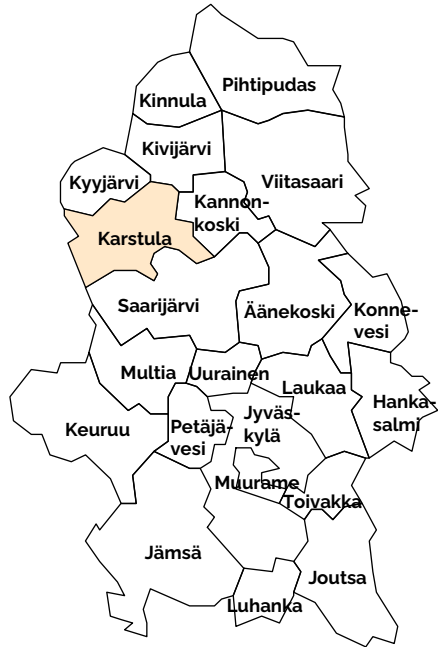 Pihtipudas
Kinnula
Kivijärvi
Kyyjärvi
Viitasaari
Kannon-
koski
Karstula
Saarijärvi
Äänekoski
Konne-
vesi
Multia
Uurainen
Laukaa
Hanka-
salmi
Keuruu
Petäjä-
vesi
Jyväs-
kylä
Muurame
Toivakka
Jämsä
Joutsa
Luhanka